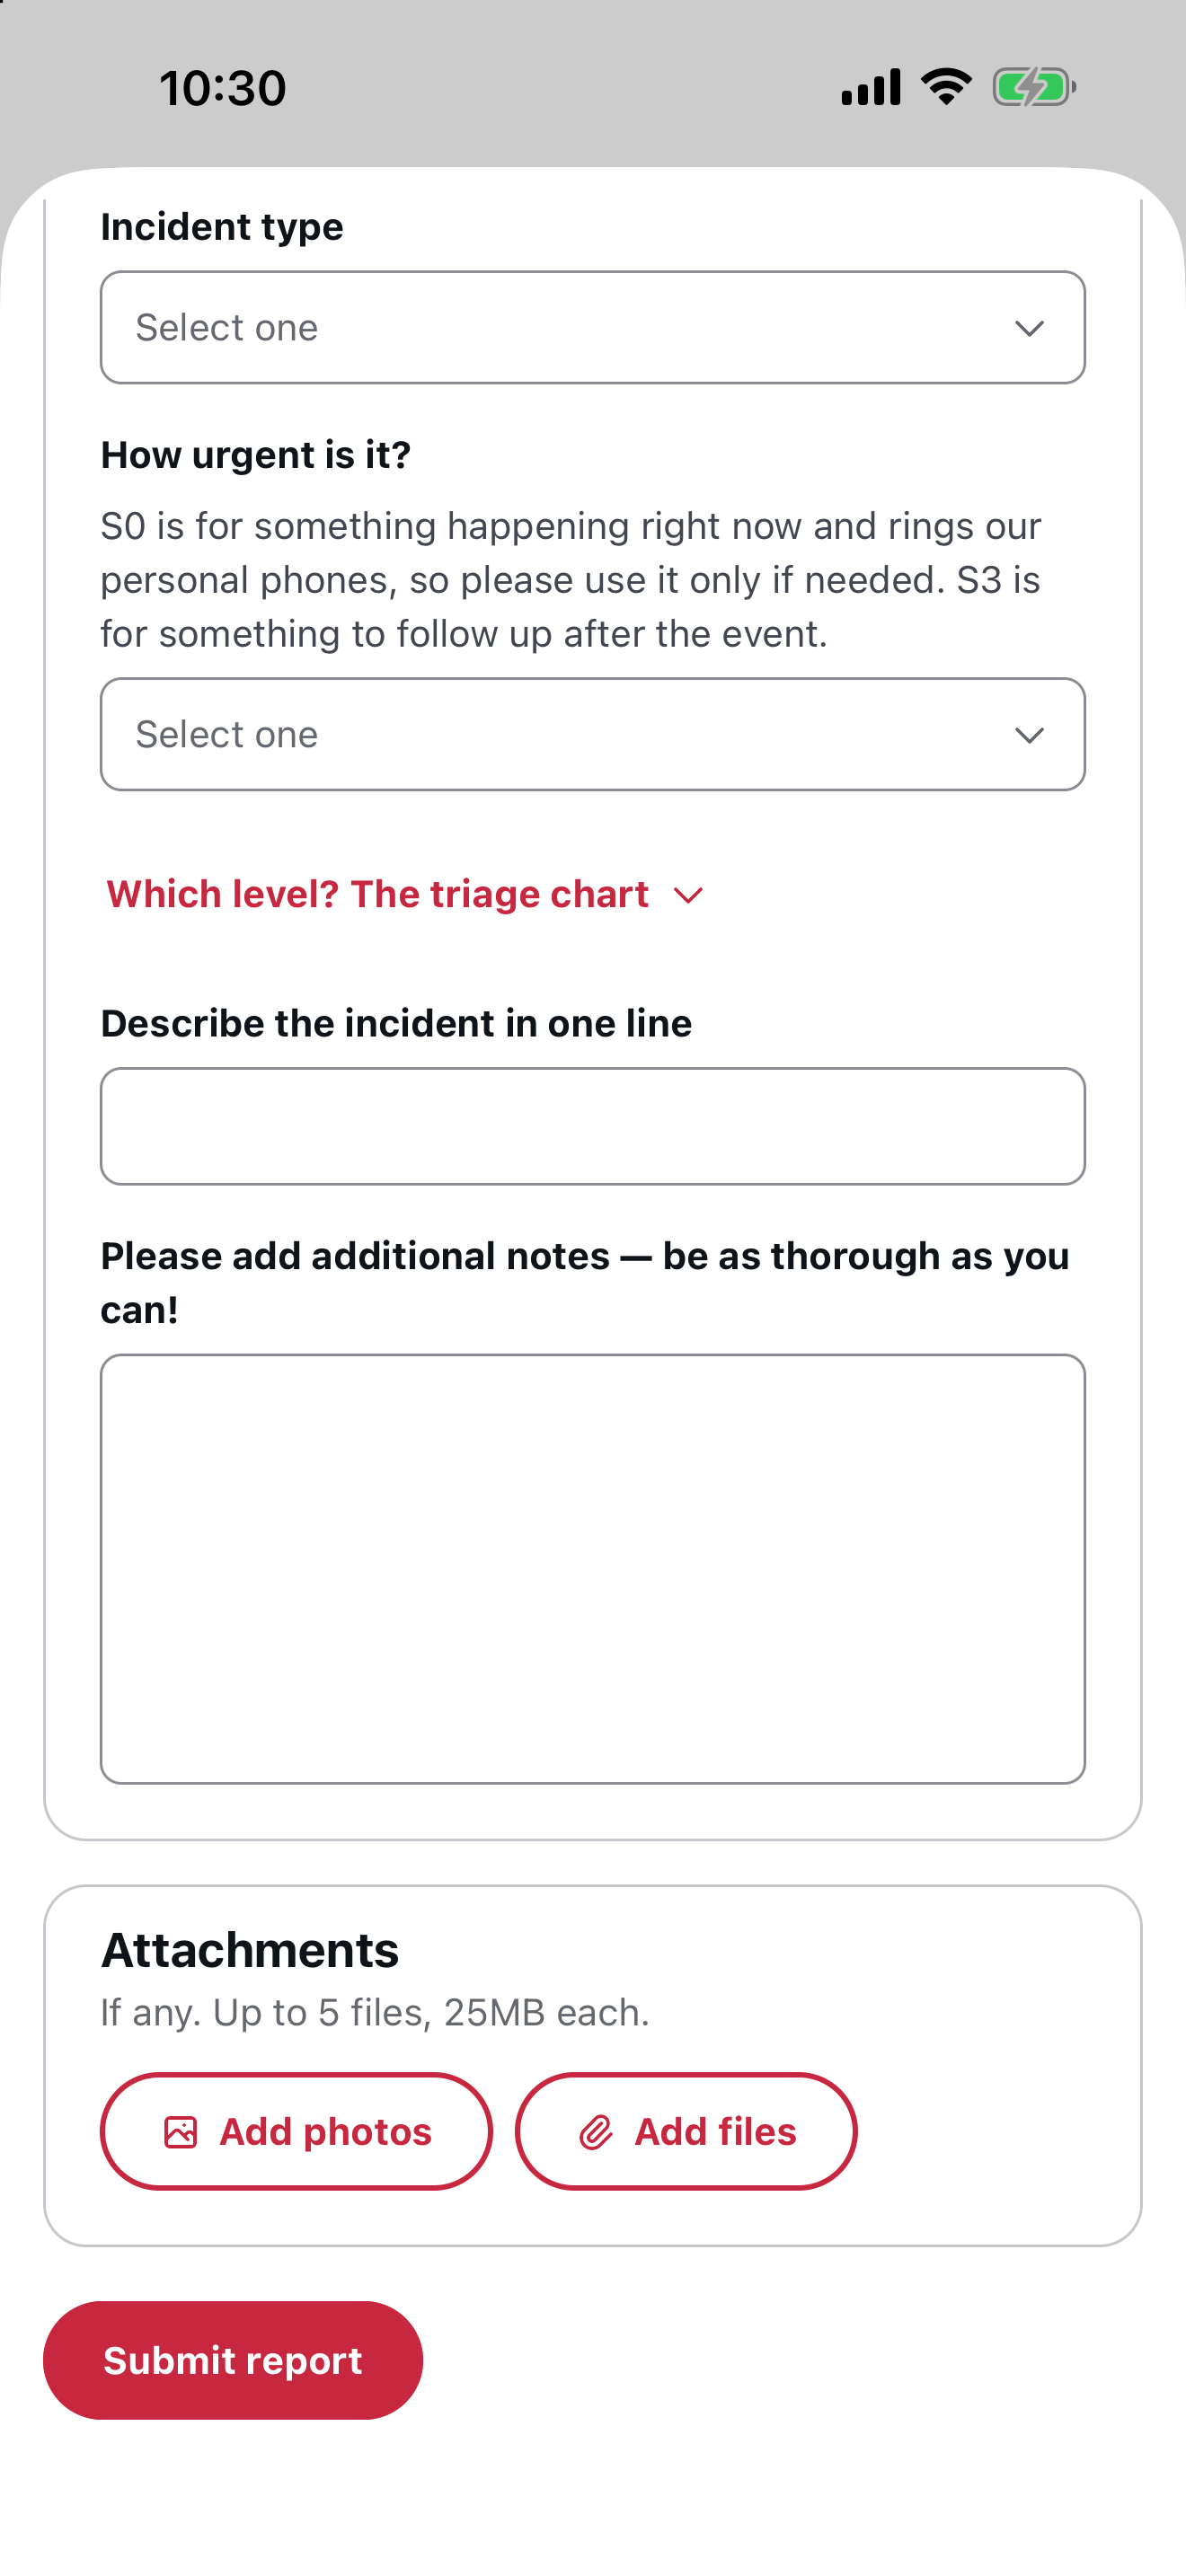 10:30
Incident type
Select one
How urgent is it?
S0 is for something happening right now and rings our
personal phones, so please use it only if needed. S3 is
for something to follow up after the event.
Select one
Which level? The triage chart
Describe the incident in one line
Please add additional notes — be as thorough as you
can!
Attachments
If any. Up to 5 files, 25MB each.
Add photos
Add files
Submit report